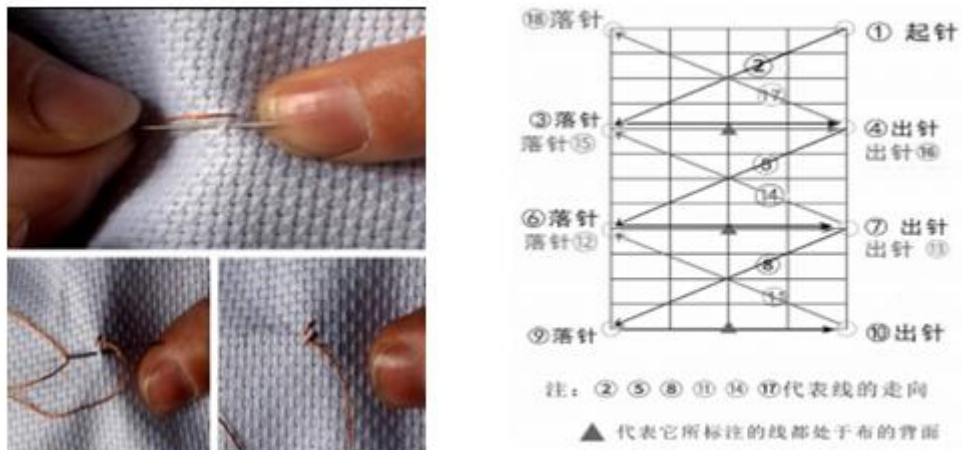 ⑱落针
① 起针
②
17
③落针
落针⑮
④出针
出针⑯
⑤
⑭
⑥落针
落针⑫
⑦ 出针
出针 ⑬
⑧
⑨落针
⑩出针
注: ② ⑤ ⑧ ⑪ ⑭ ⑰代表线的走向
▲ 代表它所标注的线都处于布的背面